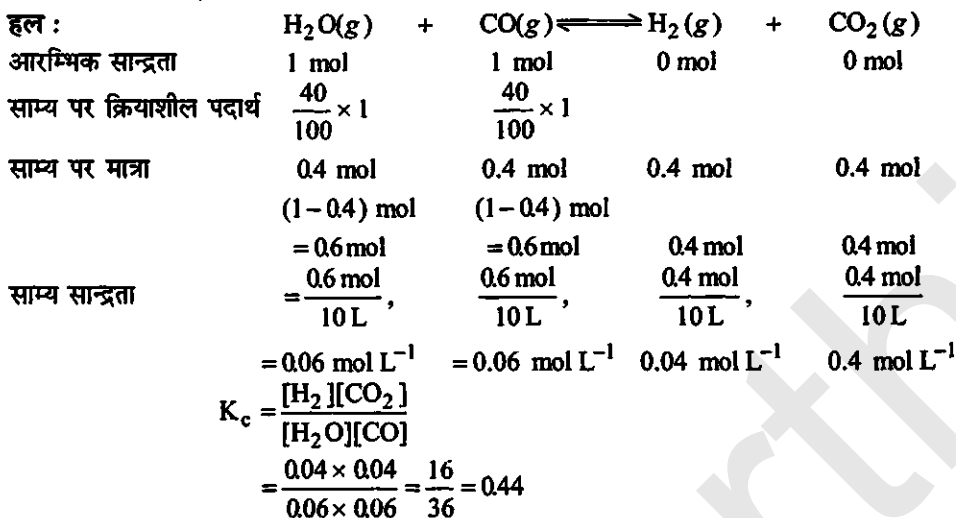 हल : H₂O(g) + CO(g) ⇌ H₂(g) + CO₂(g)
आरम्भिक सान्द्रता 1 mol 1 mol 0 mol 0 mol
साम्य पर क्रियाशील पदार्थ 40/100 × 1 40/100 × 1
साम्य पर मात्रा 0.4 mol 0.4 mol 0.4 mol 0.4 mol
(1 – 0.4) mol (1 – 0.4) mol
= 0.6 mol = 0.6 mol 0.4 mol 0.4 mol
साम्य सान्द्रता = 0.6 mol/10 L, 0.6 mol/10 L, 0.4 mol/10 L, 0.4 mol/10 L
= 0.06 mol L⁻¹ = 0.06 mol L⁻¹ 0.04 mol L⁻¹ 0.4 mol L⁻¹
K_c = [H₂][CO₂]/[H₂O][CO]
= 0.04 × 0.04/0.06 × 0.06 = 16/36 = 0.44